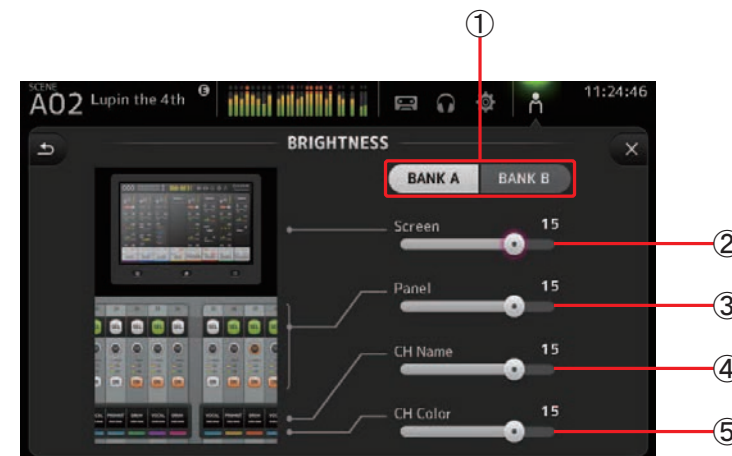 ①
SCENE
A02 Lupin the 4th E 11:24:46
BRIGHTNESS
BANK A BANK B
Screen 15
②
Panel 15
③
CH Name 15
④
CH Color 15
⑤